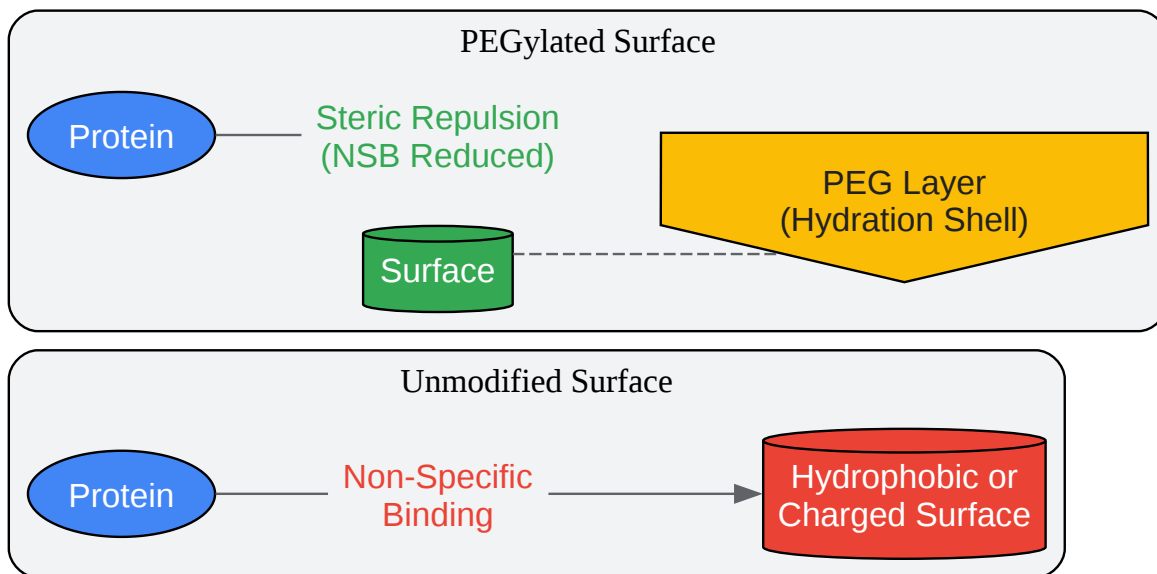 PEGylated Surface
Protein
Steric Repulsion
(NSB Reduced)
PEG Layer
(Hydration Shell)
Surface
Unmodified Surface
Protein
Non-Specific
Binding
Hydrophobic or
Charged Surface